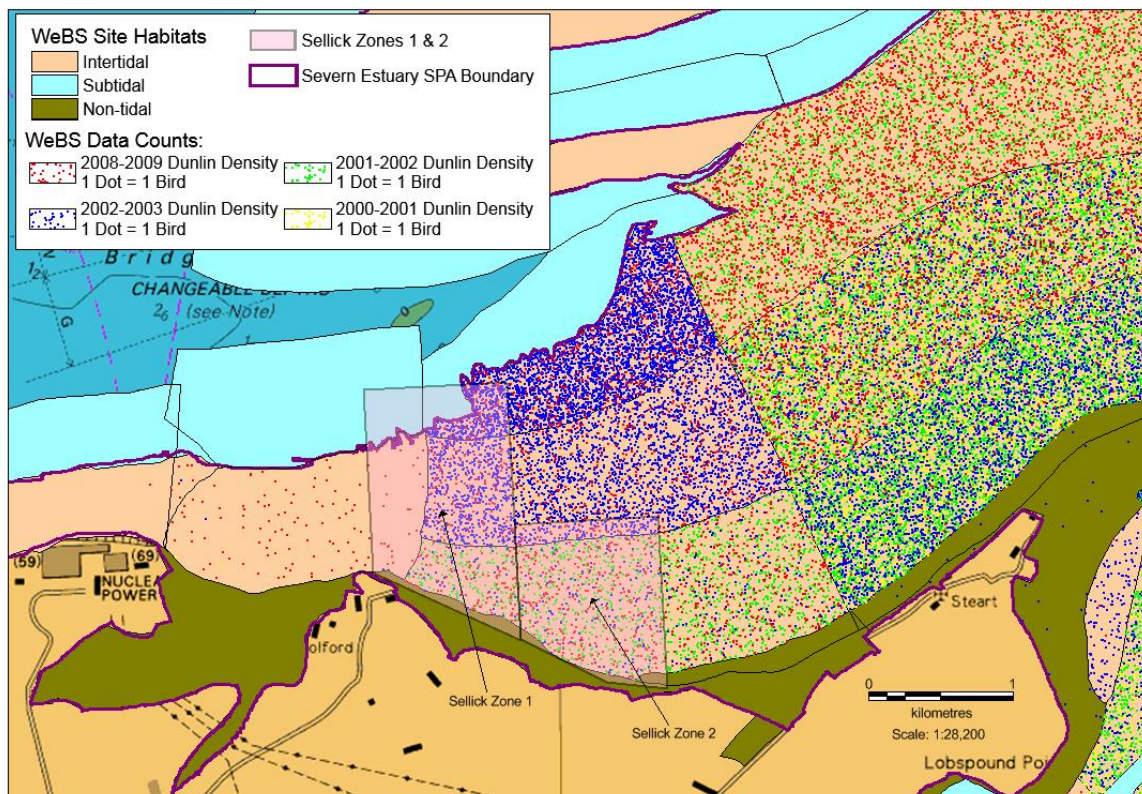 WeBS Site Habitats
Intertidal
Subtidal
Non-tidal
Sellick Zones 1 & 2
Severn Estuary SPA Boundary
WeBS Data Counts:
2008-2009 Dunlin Density
1 Dot = 1 Bird
2001-2002 Dunlin Density
1 Dot = 1 Bird
2002-2003 Dunlin Density
1 Dot = 1 Bird
2000-2001 Dunlin Density
1 Dot = 1 Bird
Bridg
CHANGEABLE
2₆ (see Note)
G
(59)
(69)
NUCLEA
POWER
olford
Sellick Zone 1
Sellick Zone 2
Steart
0 1
kilometres
Scale: 1:28,200
Lobspound Poi